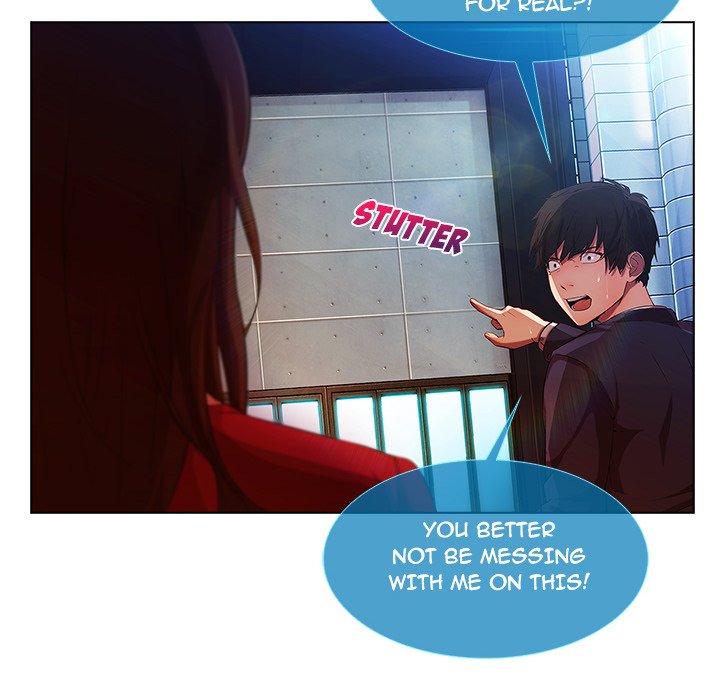 FOR REAL?!
STUTTER
YOU BETTER
NOT BE MESSING
WITH ME ON THIS!